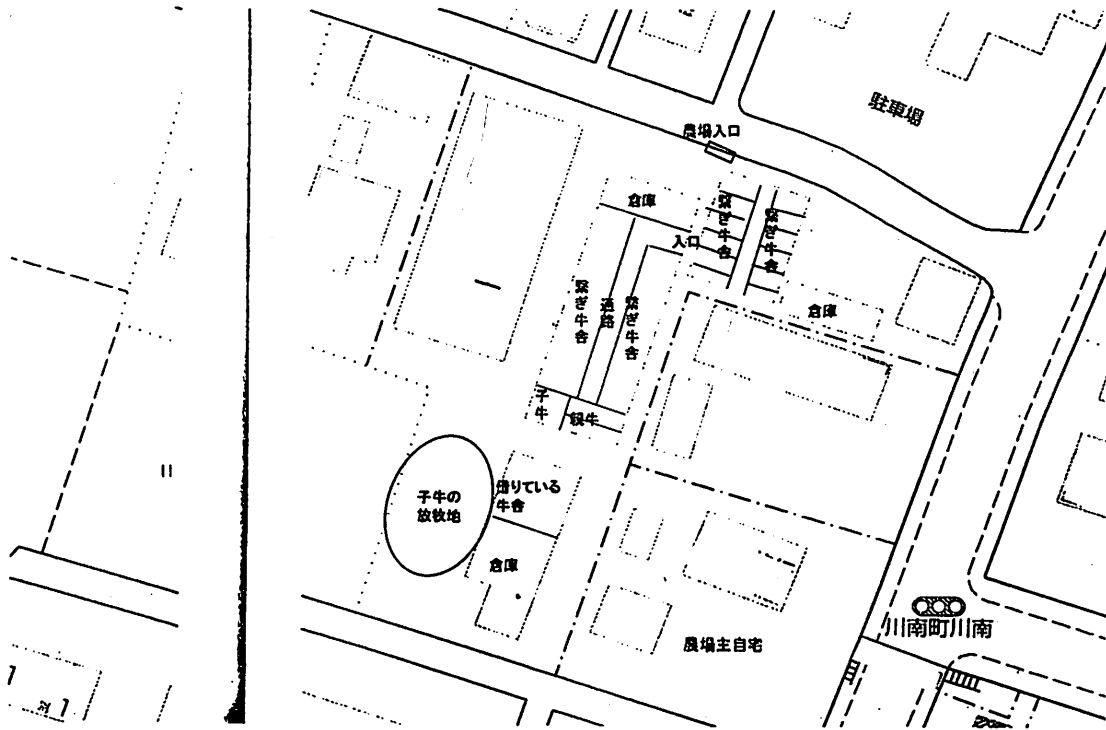 駐車場
農場入口
倉庫
繋ぎ牛舎
繋ぎ牛舎
入口
繋ぎ牛舎
通路
繋ぎ牛舎
倉庫
子牛
親牛
子牛の
放牧地
借りている
牛舎
倉庫
川南町川南
農場主自宅